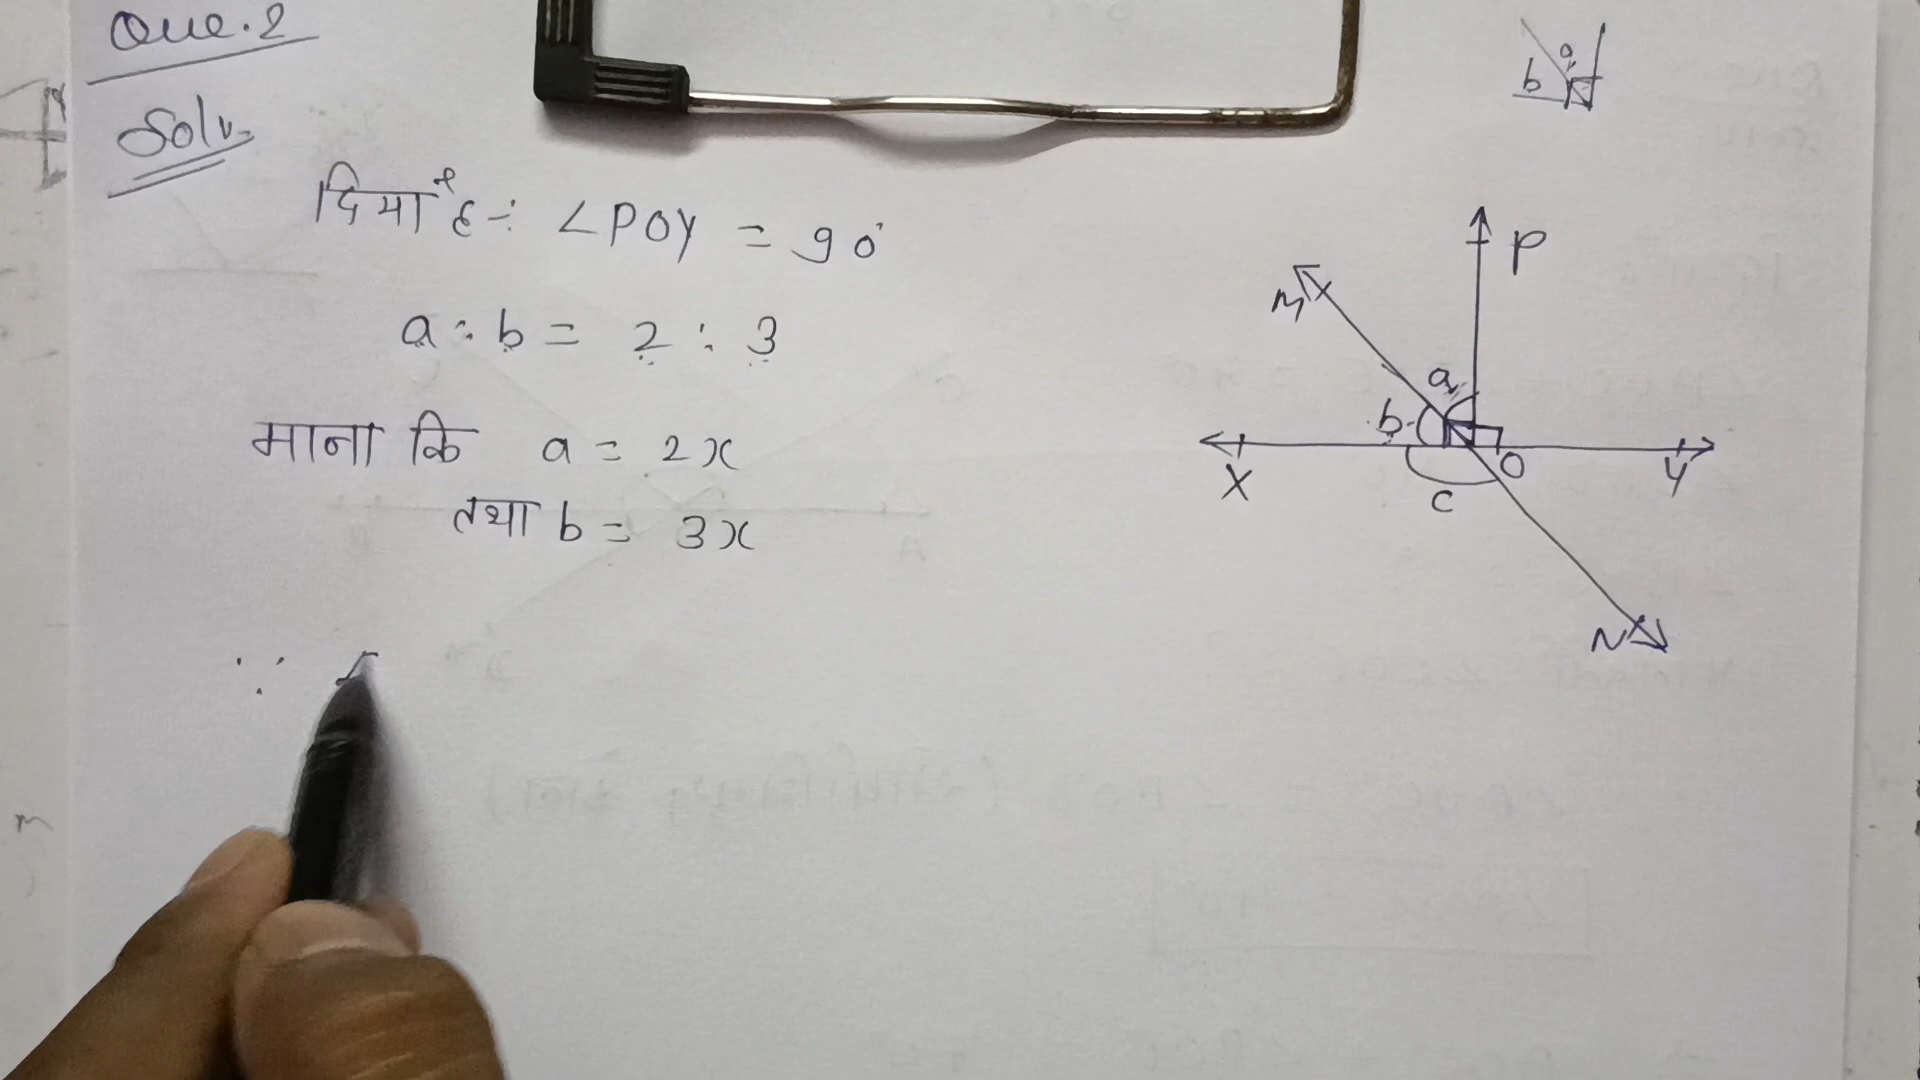 Que. 2
Solv.
दिया है ÷ ∠POY = 90°
a : b = 2 : 3
माना कि a = 2x
तथा b = 3x
∵
a
b
P
M
a
b
X
O
Y
c
N